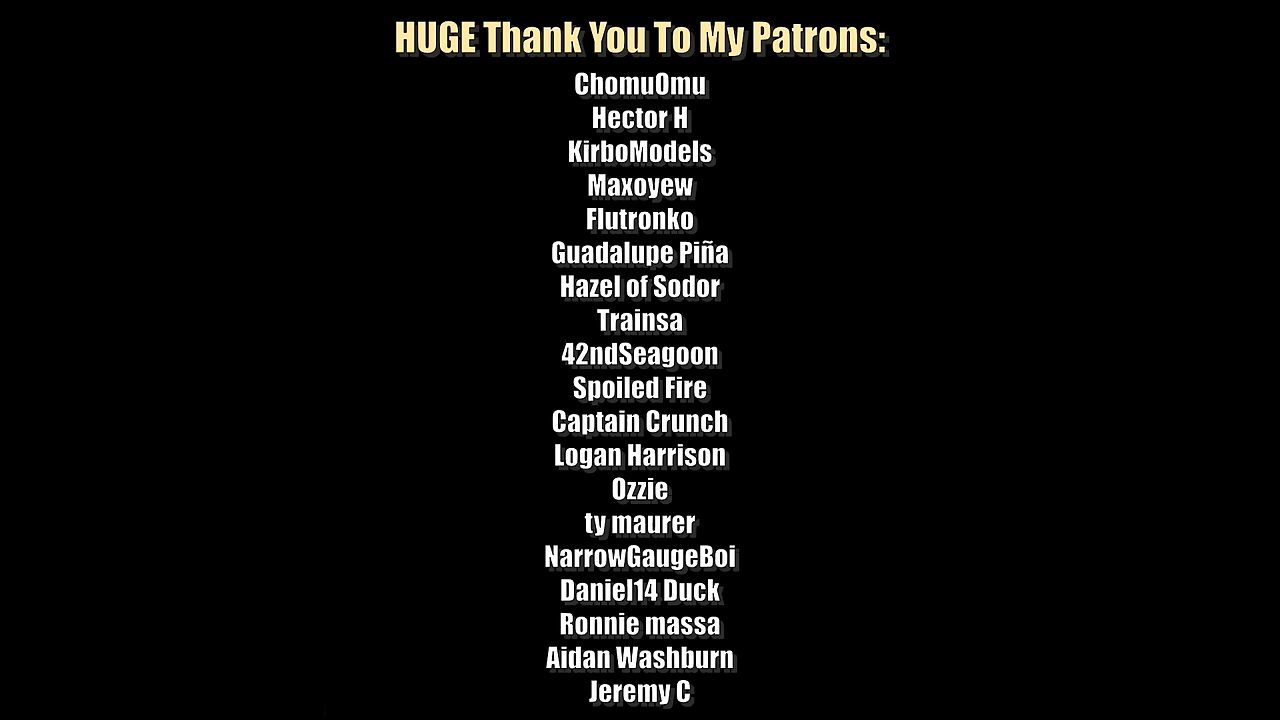 HUGE Thank You To My Patrons:
ChomuOmu
Hector H
KirboModels
Maxoyew
Flutronko
Guadalupe Piña
Hazel of Sodor
Trainsa
42ndSeagoon
Spoiled Fire
Captain Crunch
Logan Harrison
Ozzie
ty maurer
NarrowGaugeBoi
Daniel14 Duck
Ronnie massa
Aidan Washburn
Jeremy C